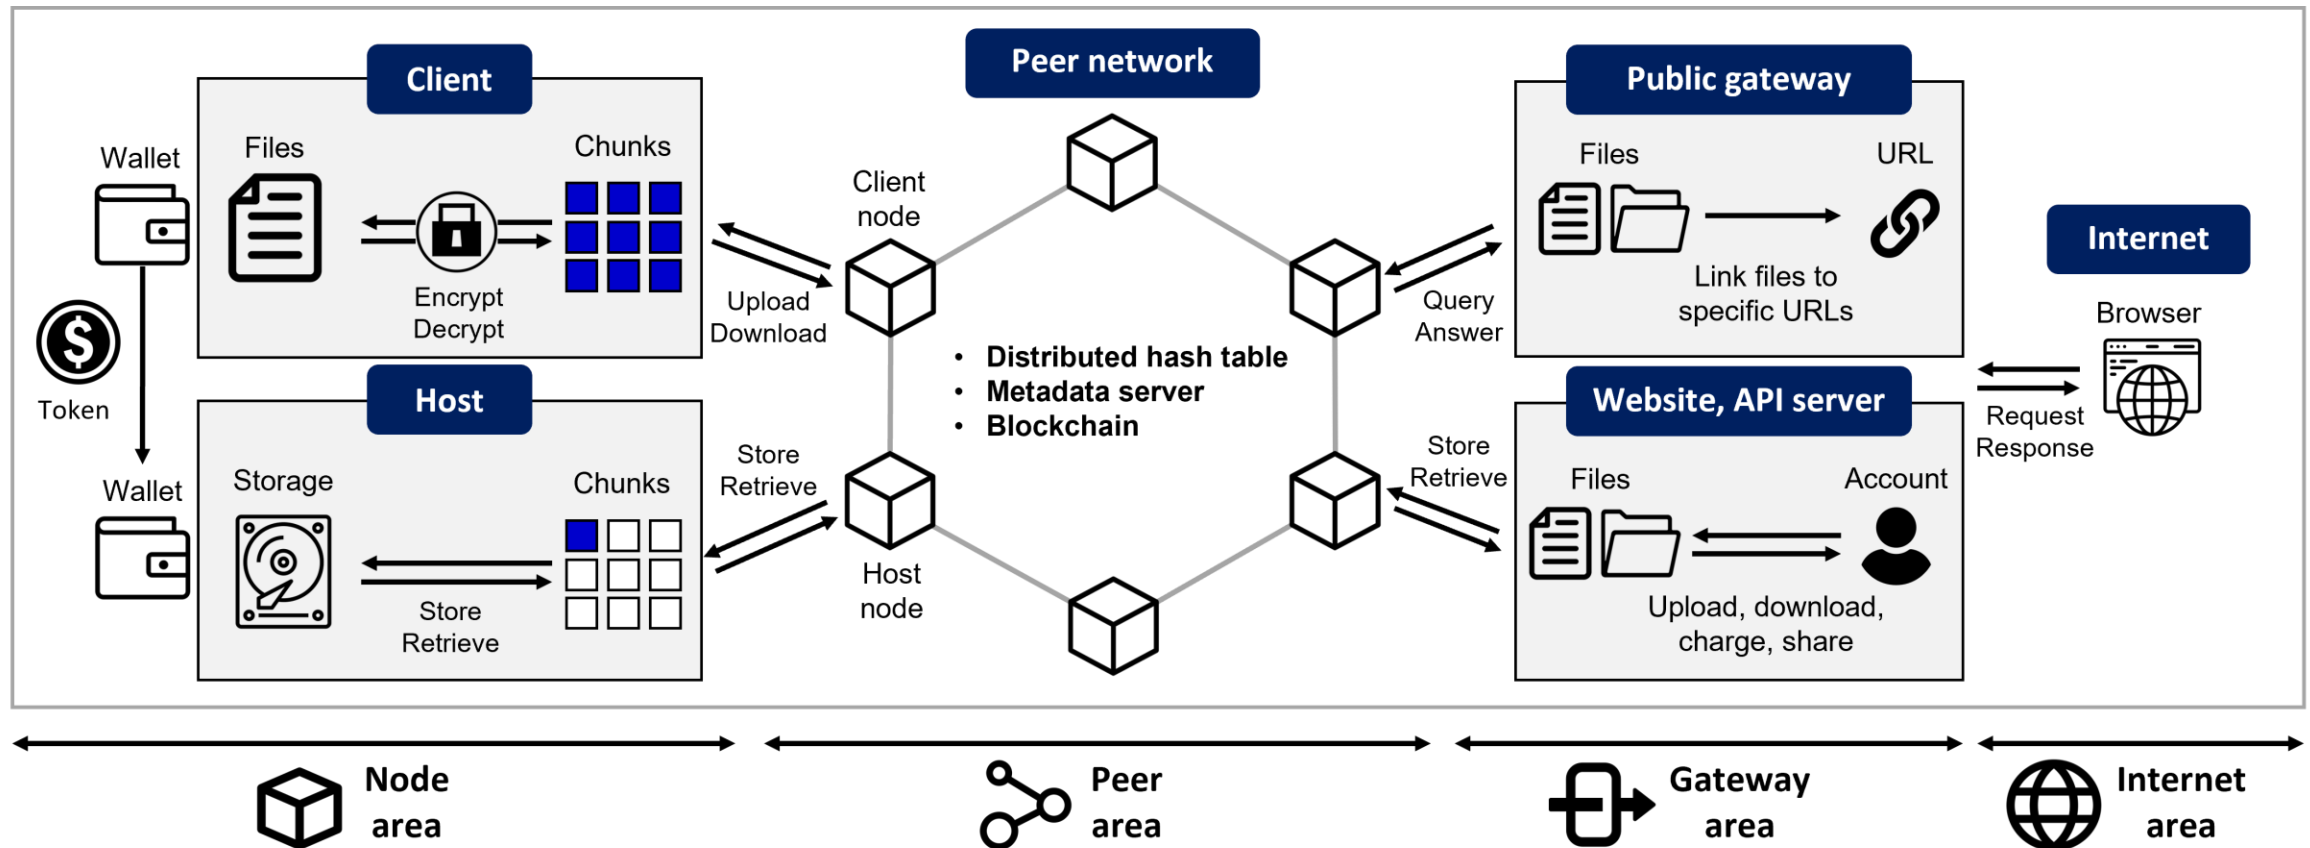 Client
Wallet
Files
Chunks
Encrypt
Decrypt
Token
Host
Wallet
Storage
Chunks
Store
Retrieve
Upload
Download
Store
Retrieve
Peer network
Client
node
• Distributed hash table
• Metadata server
• Blockchain
Host
node
Query
Answer
Store
Retrieve
Public gateway
Files
URL
Link files to
specific URLs
Website, API server
Files
Account
Upload, download,
charge, share
Internet
Browser
Request
Response
Node
area
Peer
area
Gateway
area
Internet
area